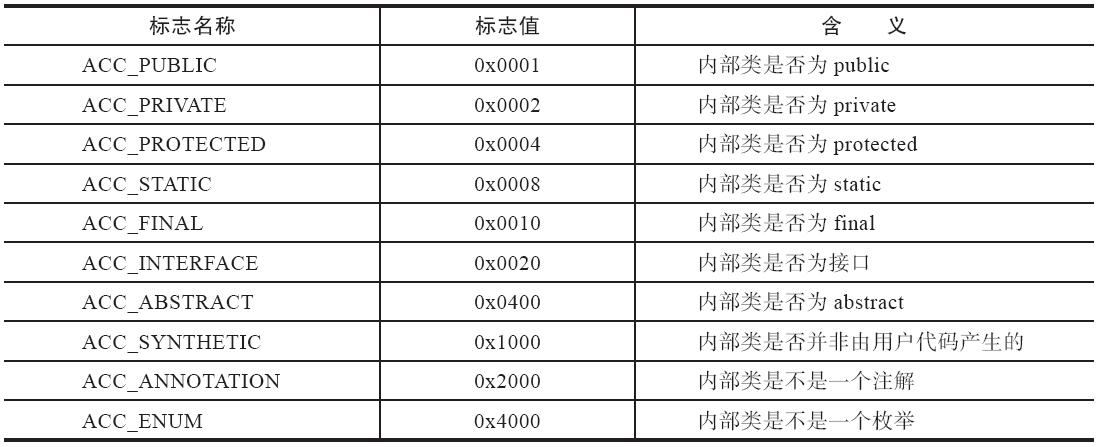 标志名称 标志值 含 义
ACC_PUBLIC 0x0001 内部类是否为 public
ACC_PRIVATE 0x0002 内部类是否为 private
ACC_PROTECTED 0x0004 内部类是否为 protected
ACC_STATIC 0x0008 内部类是否为 static
ACC_FINAL 0x0010 内部类是否为 final
ACC_INTERFACE 0x0020 内部类是否为接口
ACC_ABSTRACT 0x0400 内部类是否为 abstract
ACC_SYNTHETIC 0x1000 内部类是否并非由用户代码产生的
ACC_ANNOTATION 0x2000 内部类是不是一个注解
ACC_ENUM 0x4000 内部类是不是一个枚举